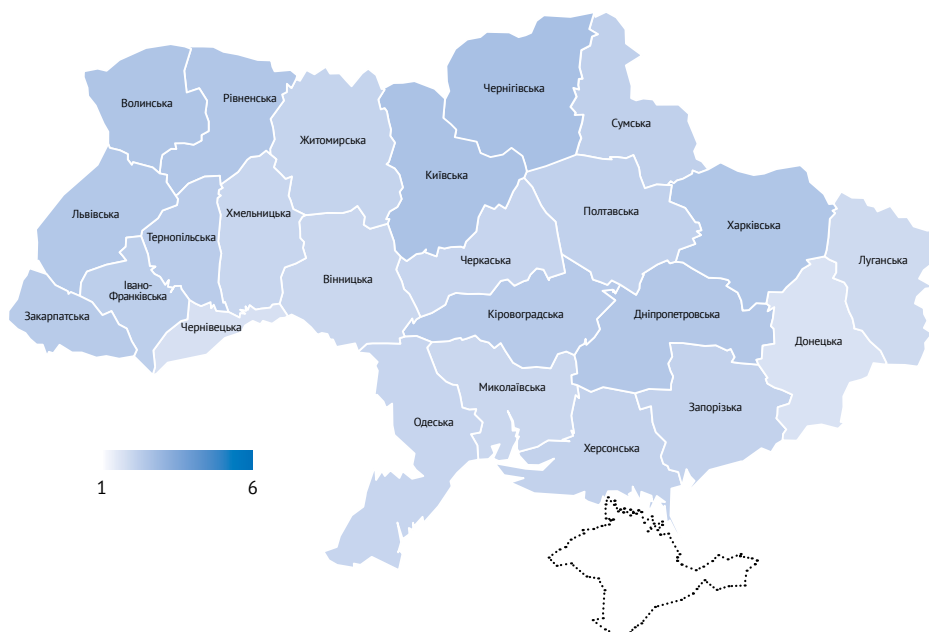 Чернігівська
Волинська
Рівненська
Сумська
Житомирська
Київська
Львівська
Хмельницька
Полтавська
Тернопільська
Харківська
Черкаська
Луганська
Вінницька
Івано-
Франківська
Закарпатська
Чернівецька
Кіровоградська
Дніпропетровська
Донецька
Миколаївська
Запорізька
Одеська
Херсонська
1 6